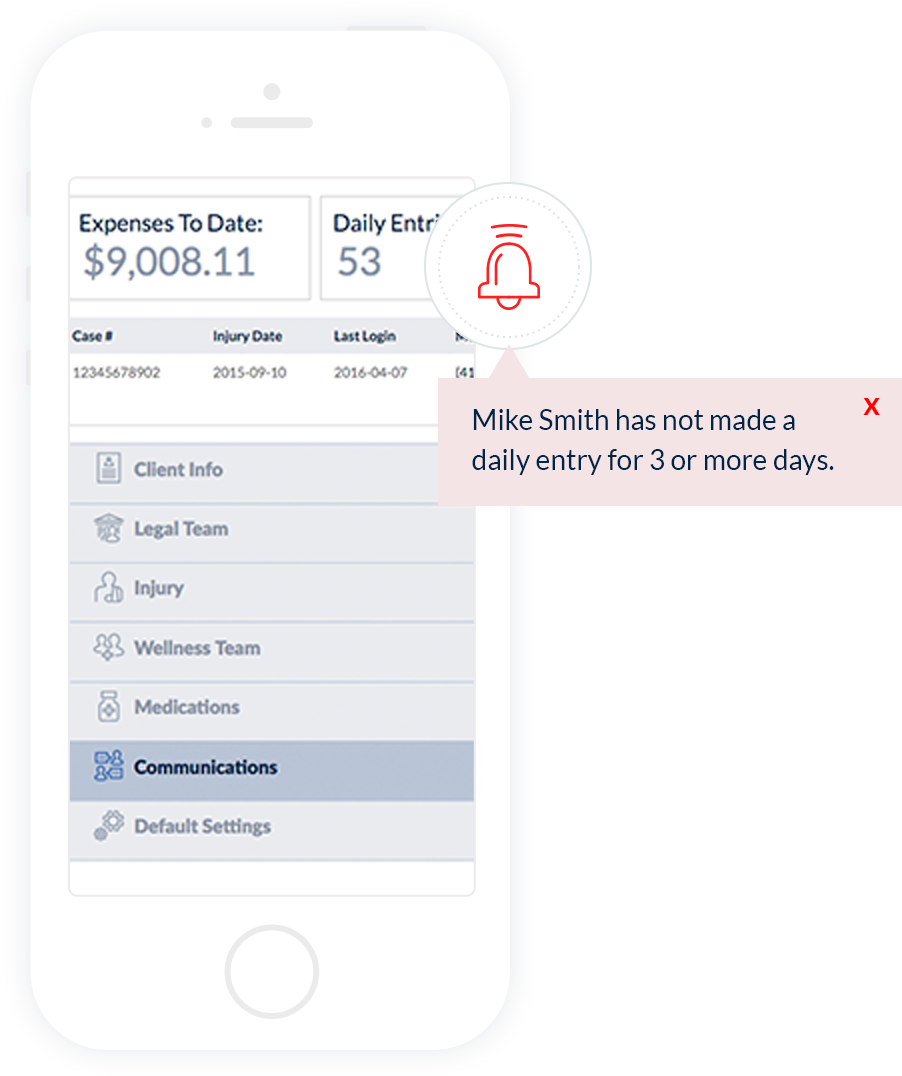 Expenses To Date:
$9,008.11
Daily Entri
53
Case # Injury Date Last Login
12345678902 2015-09-10 2016-04-07 (41
X
Mike Smith has not made a
daily entry for 3 or more days.
Client Info
Legal Team
Injury
Wellness Team
Medications
Communications
Default Settings